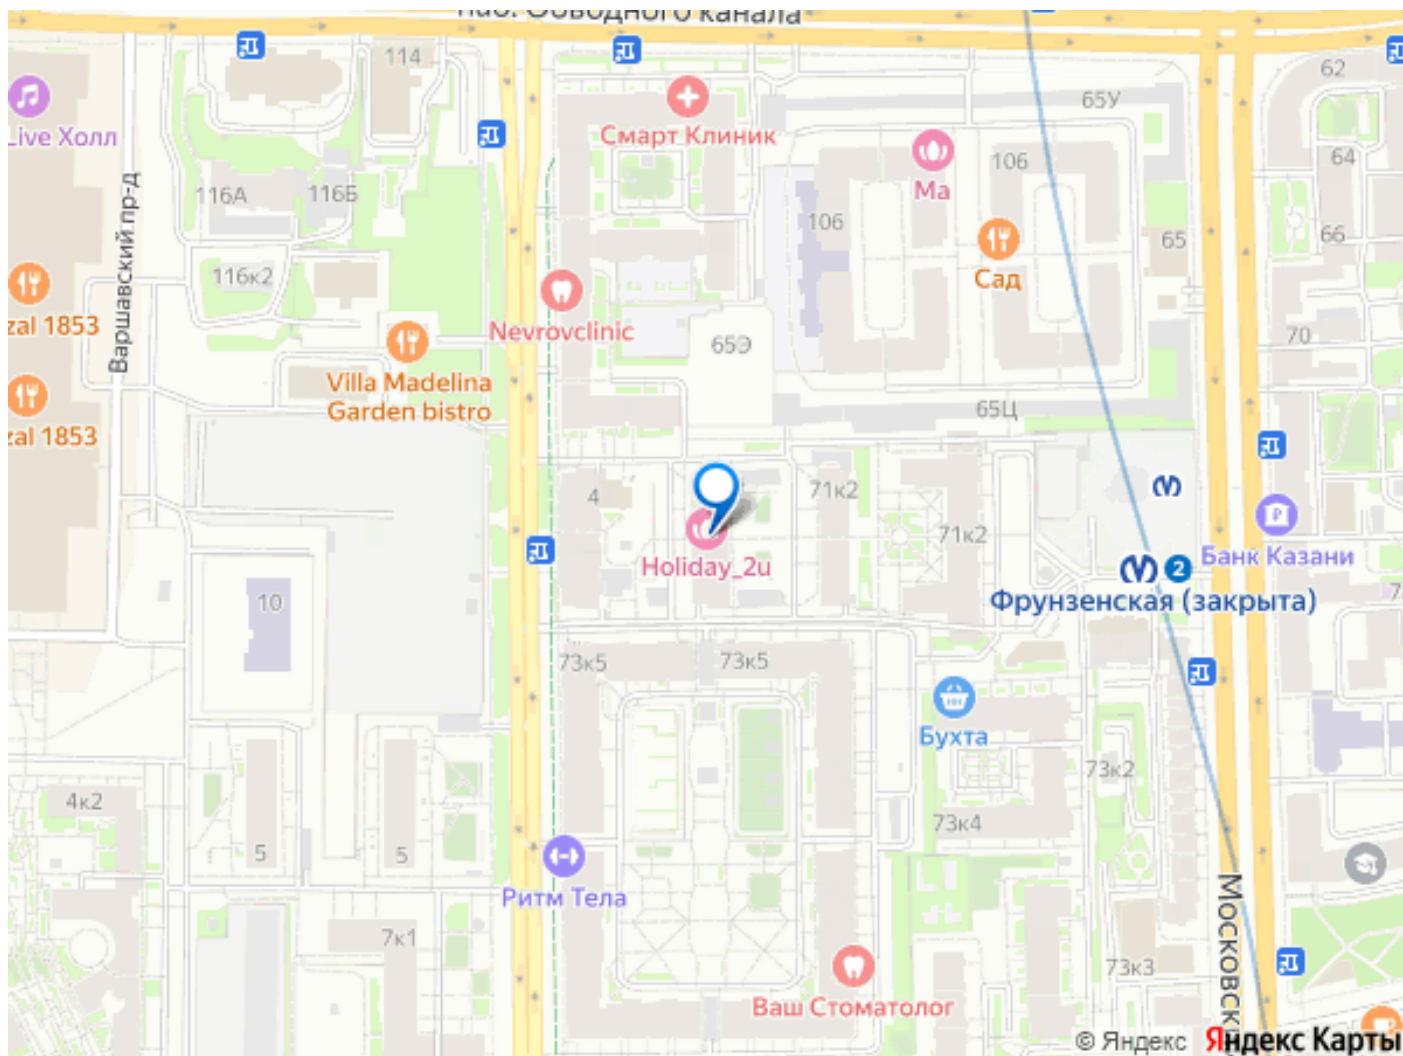 наб. Обводного канала
114
62
65У
Live Холл
Смарт Клиник
64
106
116А
116Б
Ma
106
65
66
Сад
116к2
Варшавский пр-д
zal 1853
Nevrovclinic
65Э
70
Villa Madelina
Garden bistro
65Ц
zal 1853
4
71к2
71к2
Банк Казани
Holiday_2u
2
Фрунзенская (закрыта)
10
73к5
73к5
Бухта
73к2
4к2
73к4
5
5
Ритм Тела
Московски
7к1
73к3
Ваш Стоматолог
© Яндекс Яндекс Карты